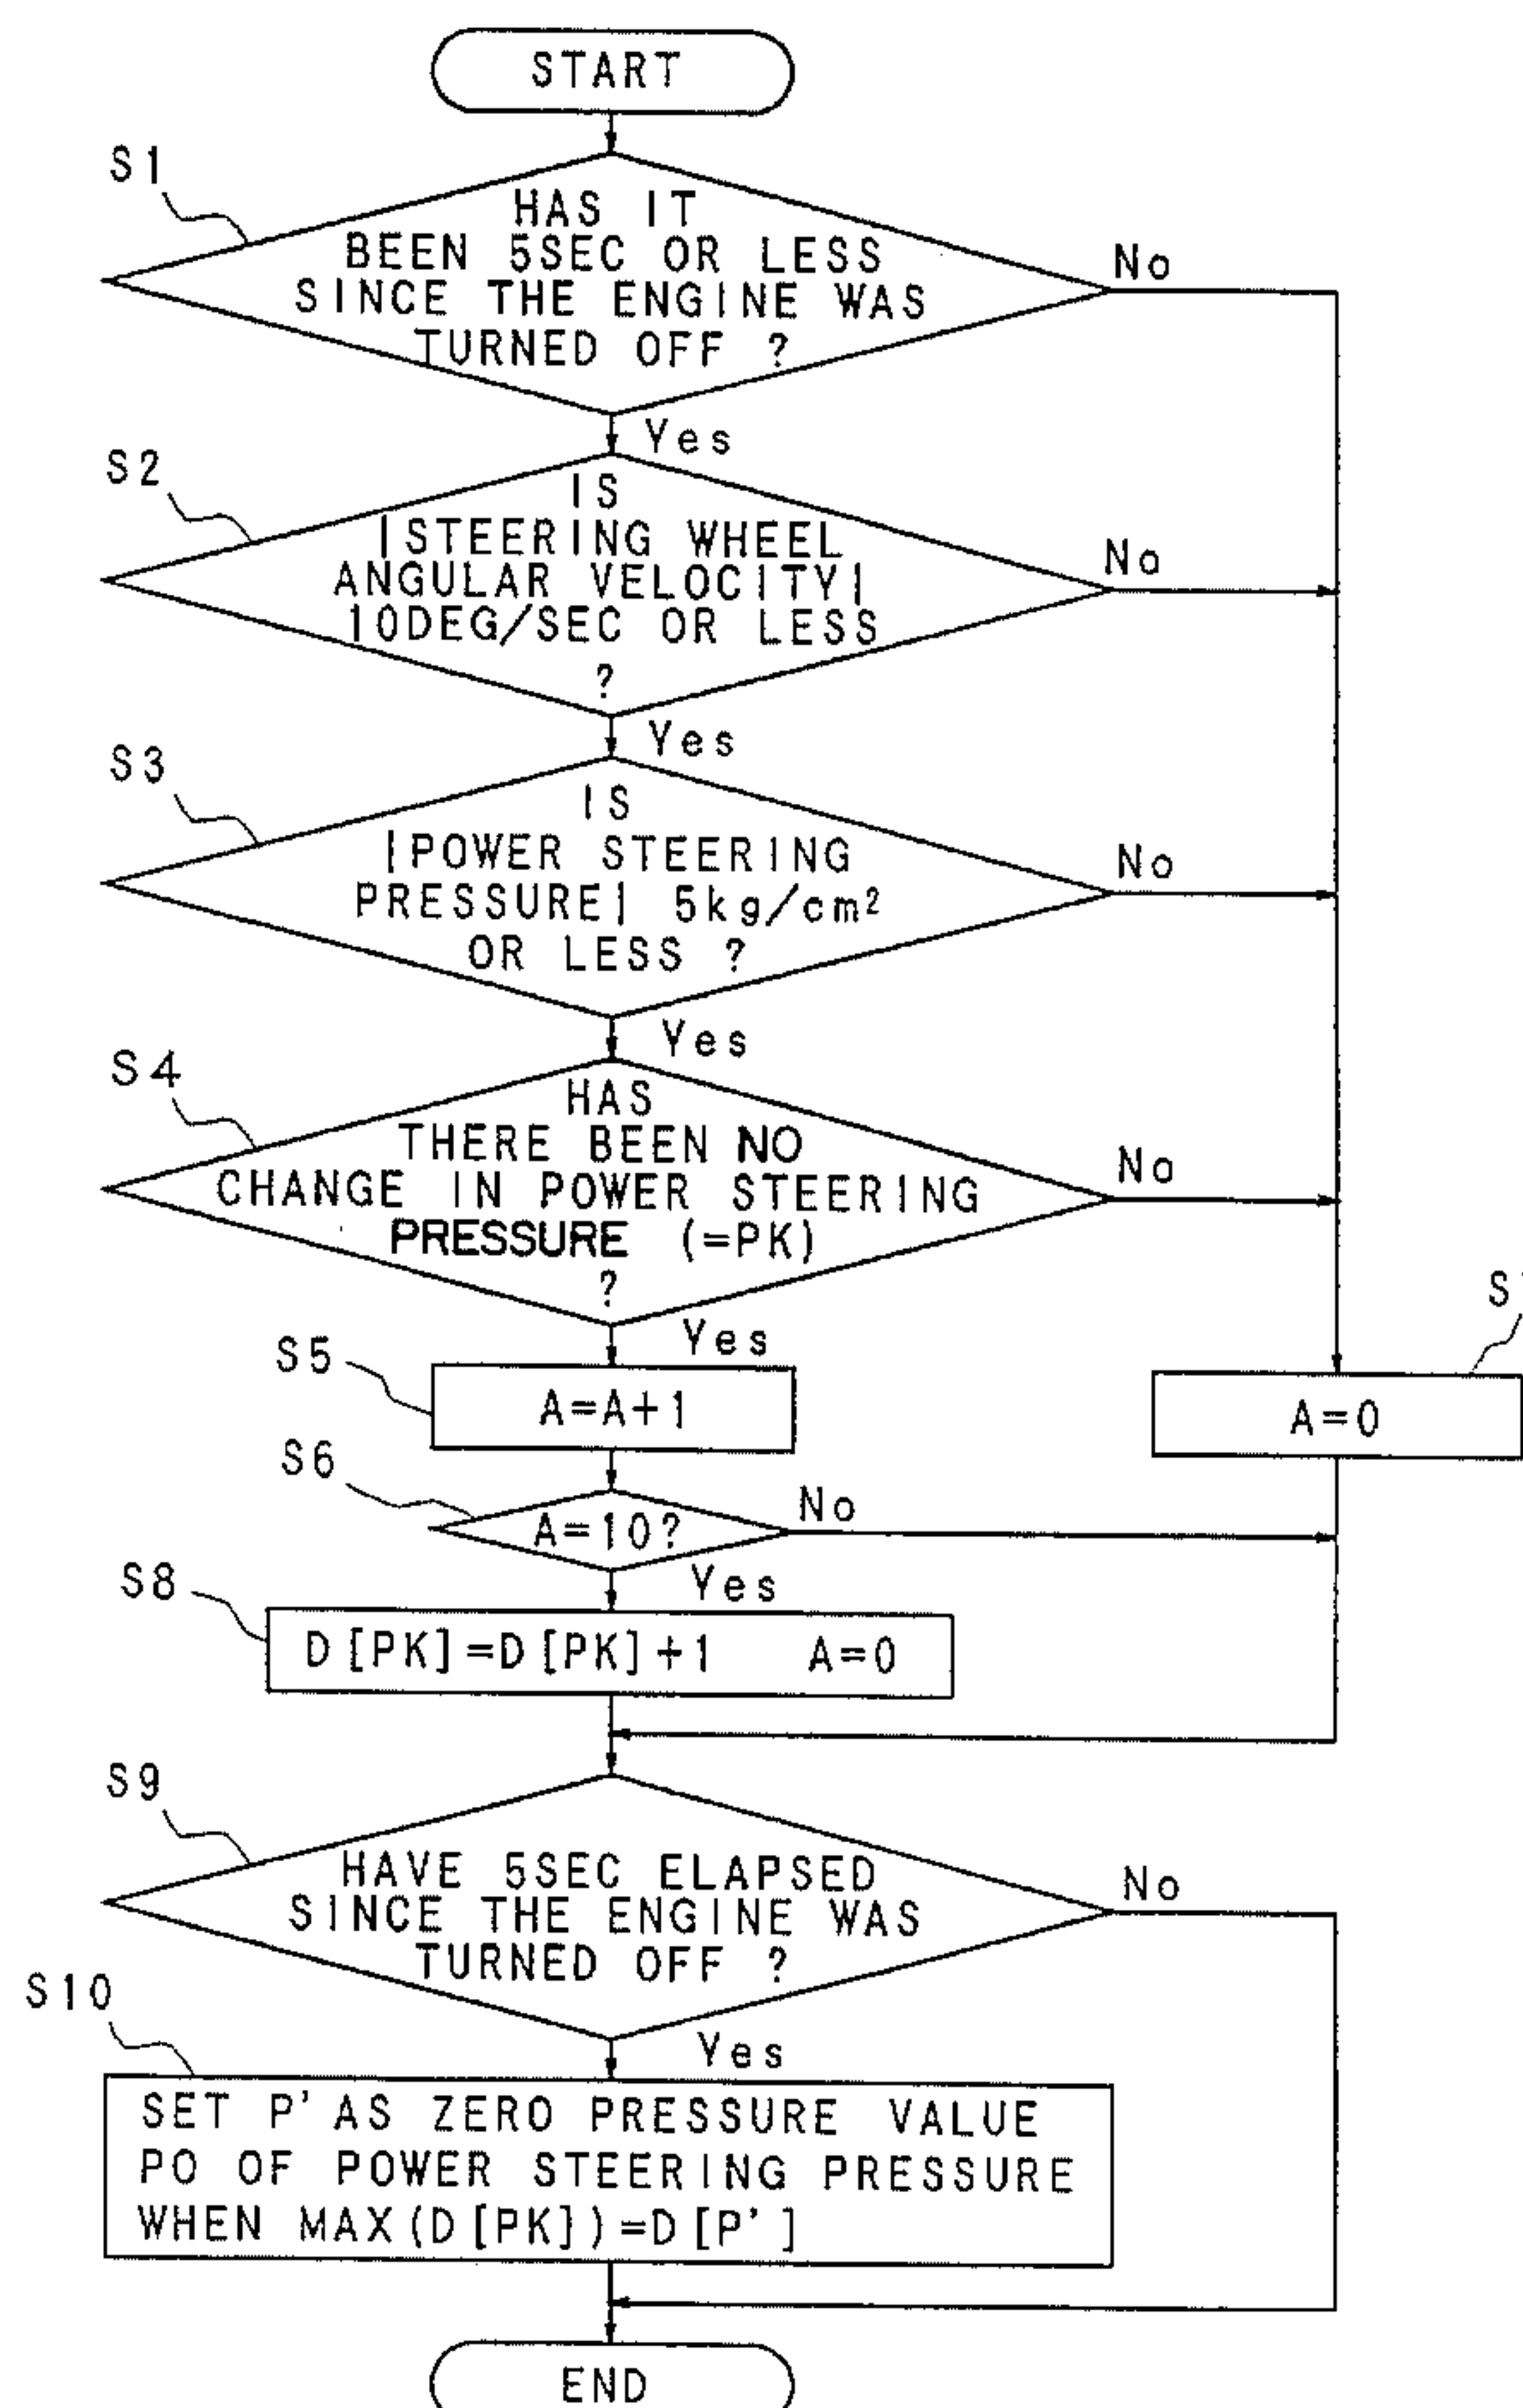 START
S1
HAS IT
BEEN 5SEC OR LESS
SINCE THE ENGINE WAS
TURNED OFF ?
No
Yes
S2
IS
|STEERING WHEEL
ANGULAR VELOCITY|
10DEG/SEC OR LESS
?
No
Yes
S3
IS
|POWER STEERING
PRESSURE| 5kg/cm²
OR LESS ?
No
Yes
S4
HAS
THERE BEEN NO
CHANGE IN POWER STEERING
PRESSURE (=PK)
?
No
Yes
S5
A=A+1
A=0
S6
A=10?
No
Yes
S8
D[PK]=D[PK]+1 A=0
S9
HAVE 5SEC ELAPSED
SINCE THE ENGINE WAS
TURNED OFF ?
No
Yes
S10
SET P' AS ZERO PRESSURE VALUE
PO OF POWER STEERING PRESSURE
WHEN MAX(D[PK])=D[P']
END